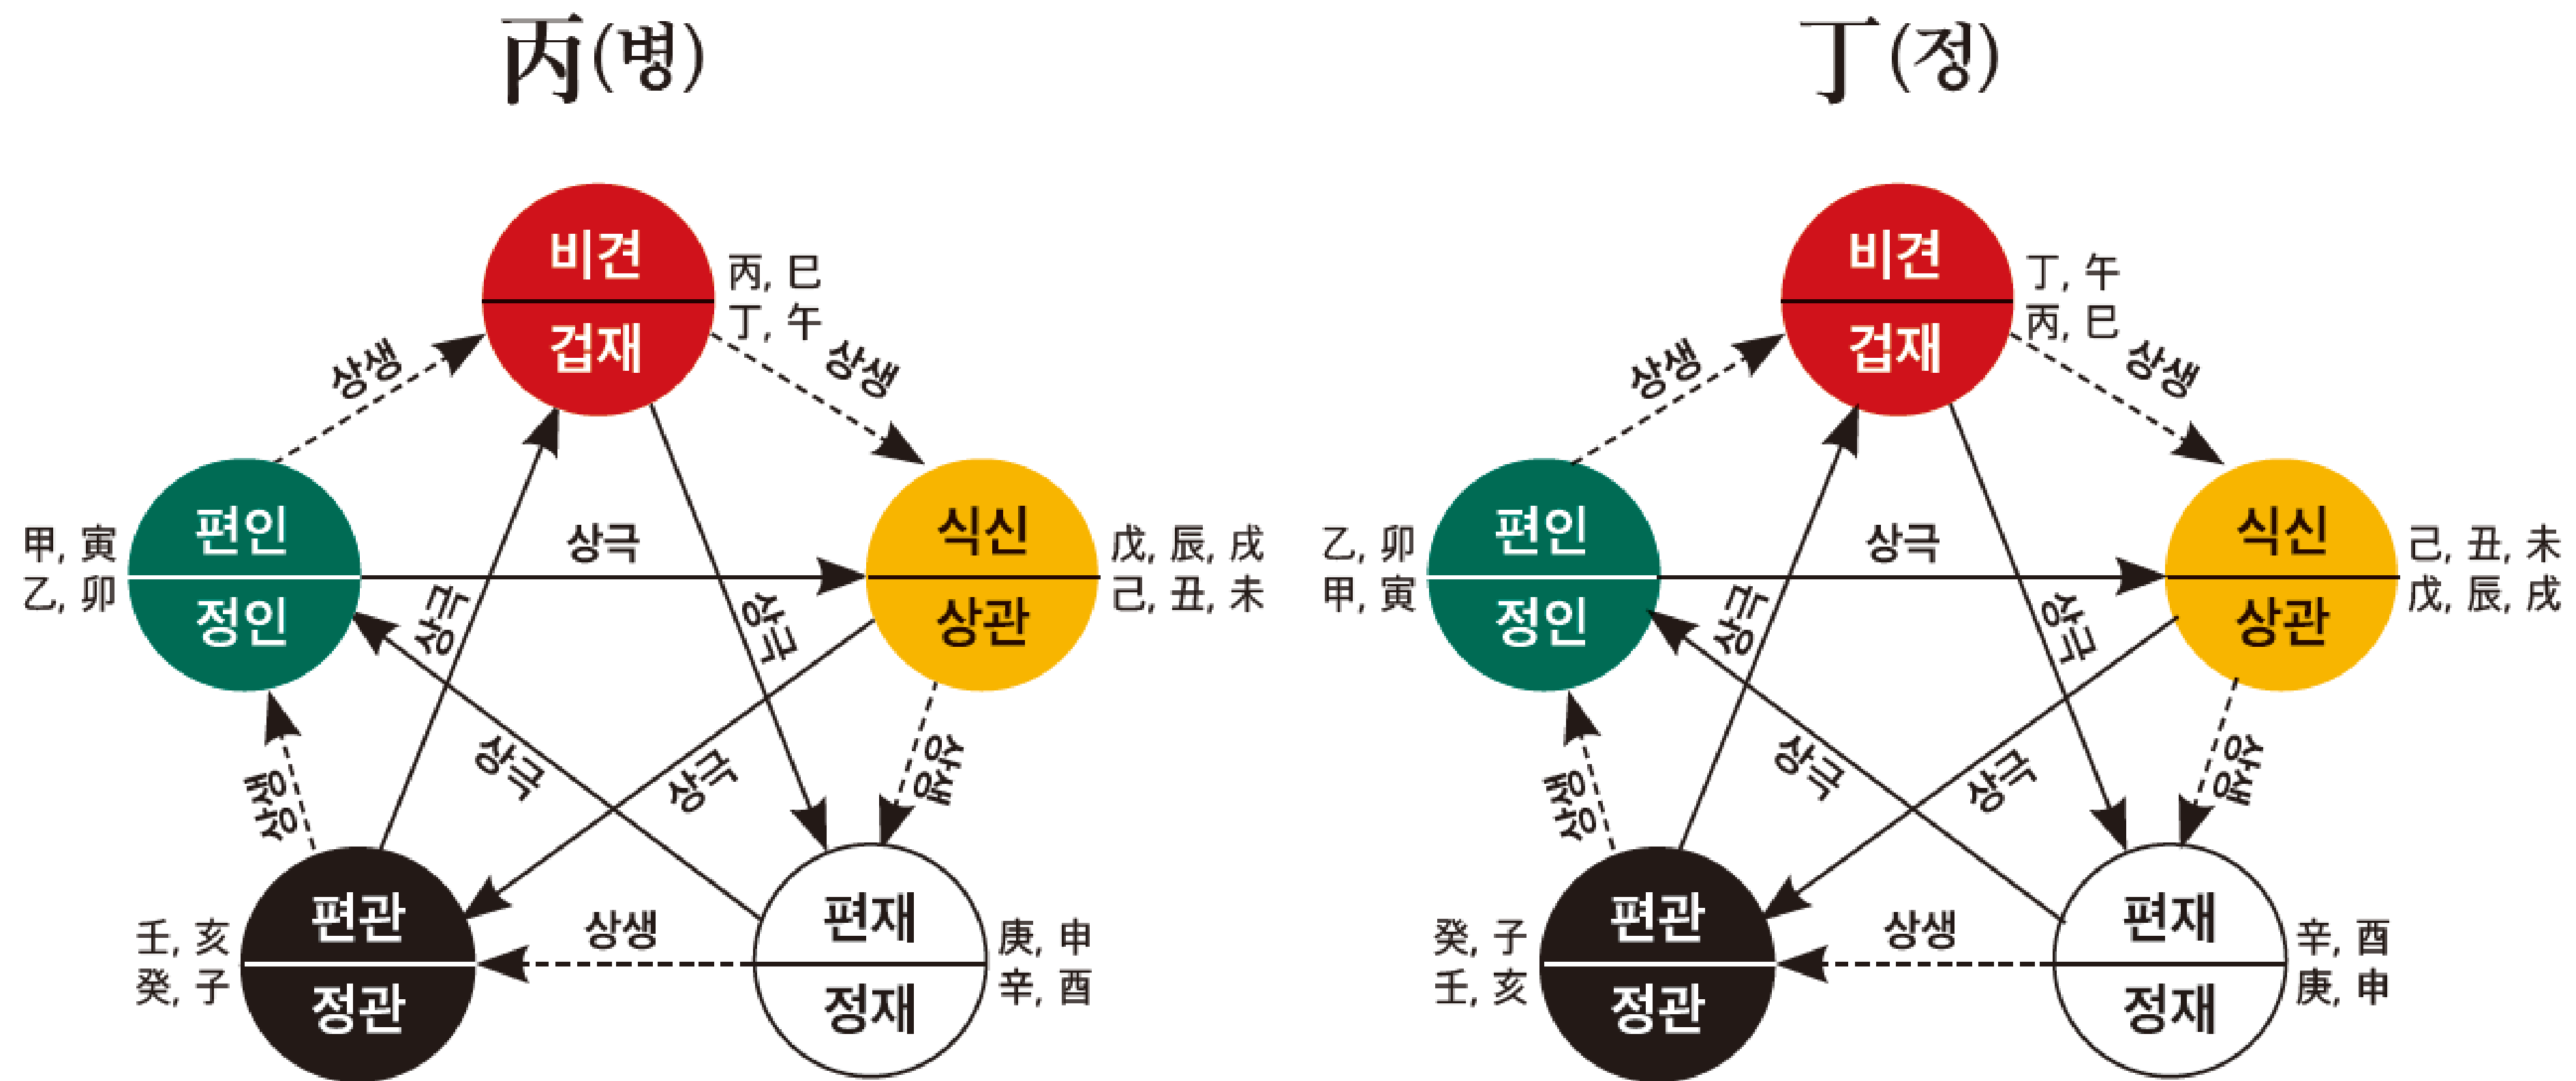 丙(병)
비견
겁재
丙, 巳
丁, 午
상생
상생
편인
정인
甲, 寅
乙, 卯
상극
식신
상관
戊, 辰, 戌
己, 丑, 未
상극
상극
상생
상극
상극
상생
편관
정관
壬, 亥
癸, 子
상생
편재
정재
庚, 申
辛, 酉
丁(정)
비견
겁재
丁, 午
丙, 巳
상생
상생
편인
정인
乙, 卯
甲, 寅
상극
식신
상관
己, 丑, 未
戊, 辰, 戌
상극
상극
상생
상극
상극
상생
편관
정관
癸, 子
壬, 亥
상생
편재
정재
辛, 酉
庚, 申